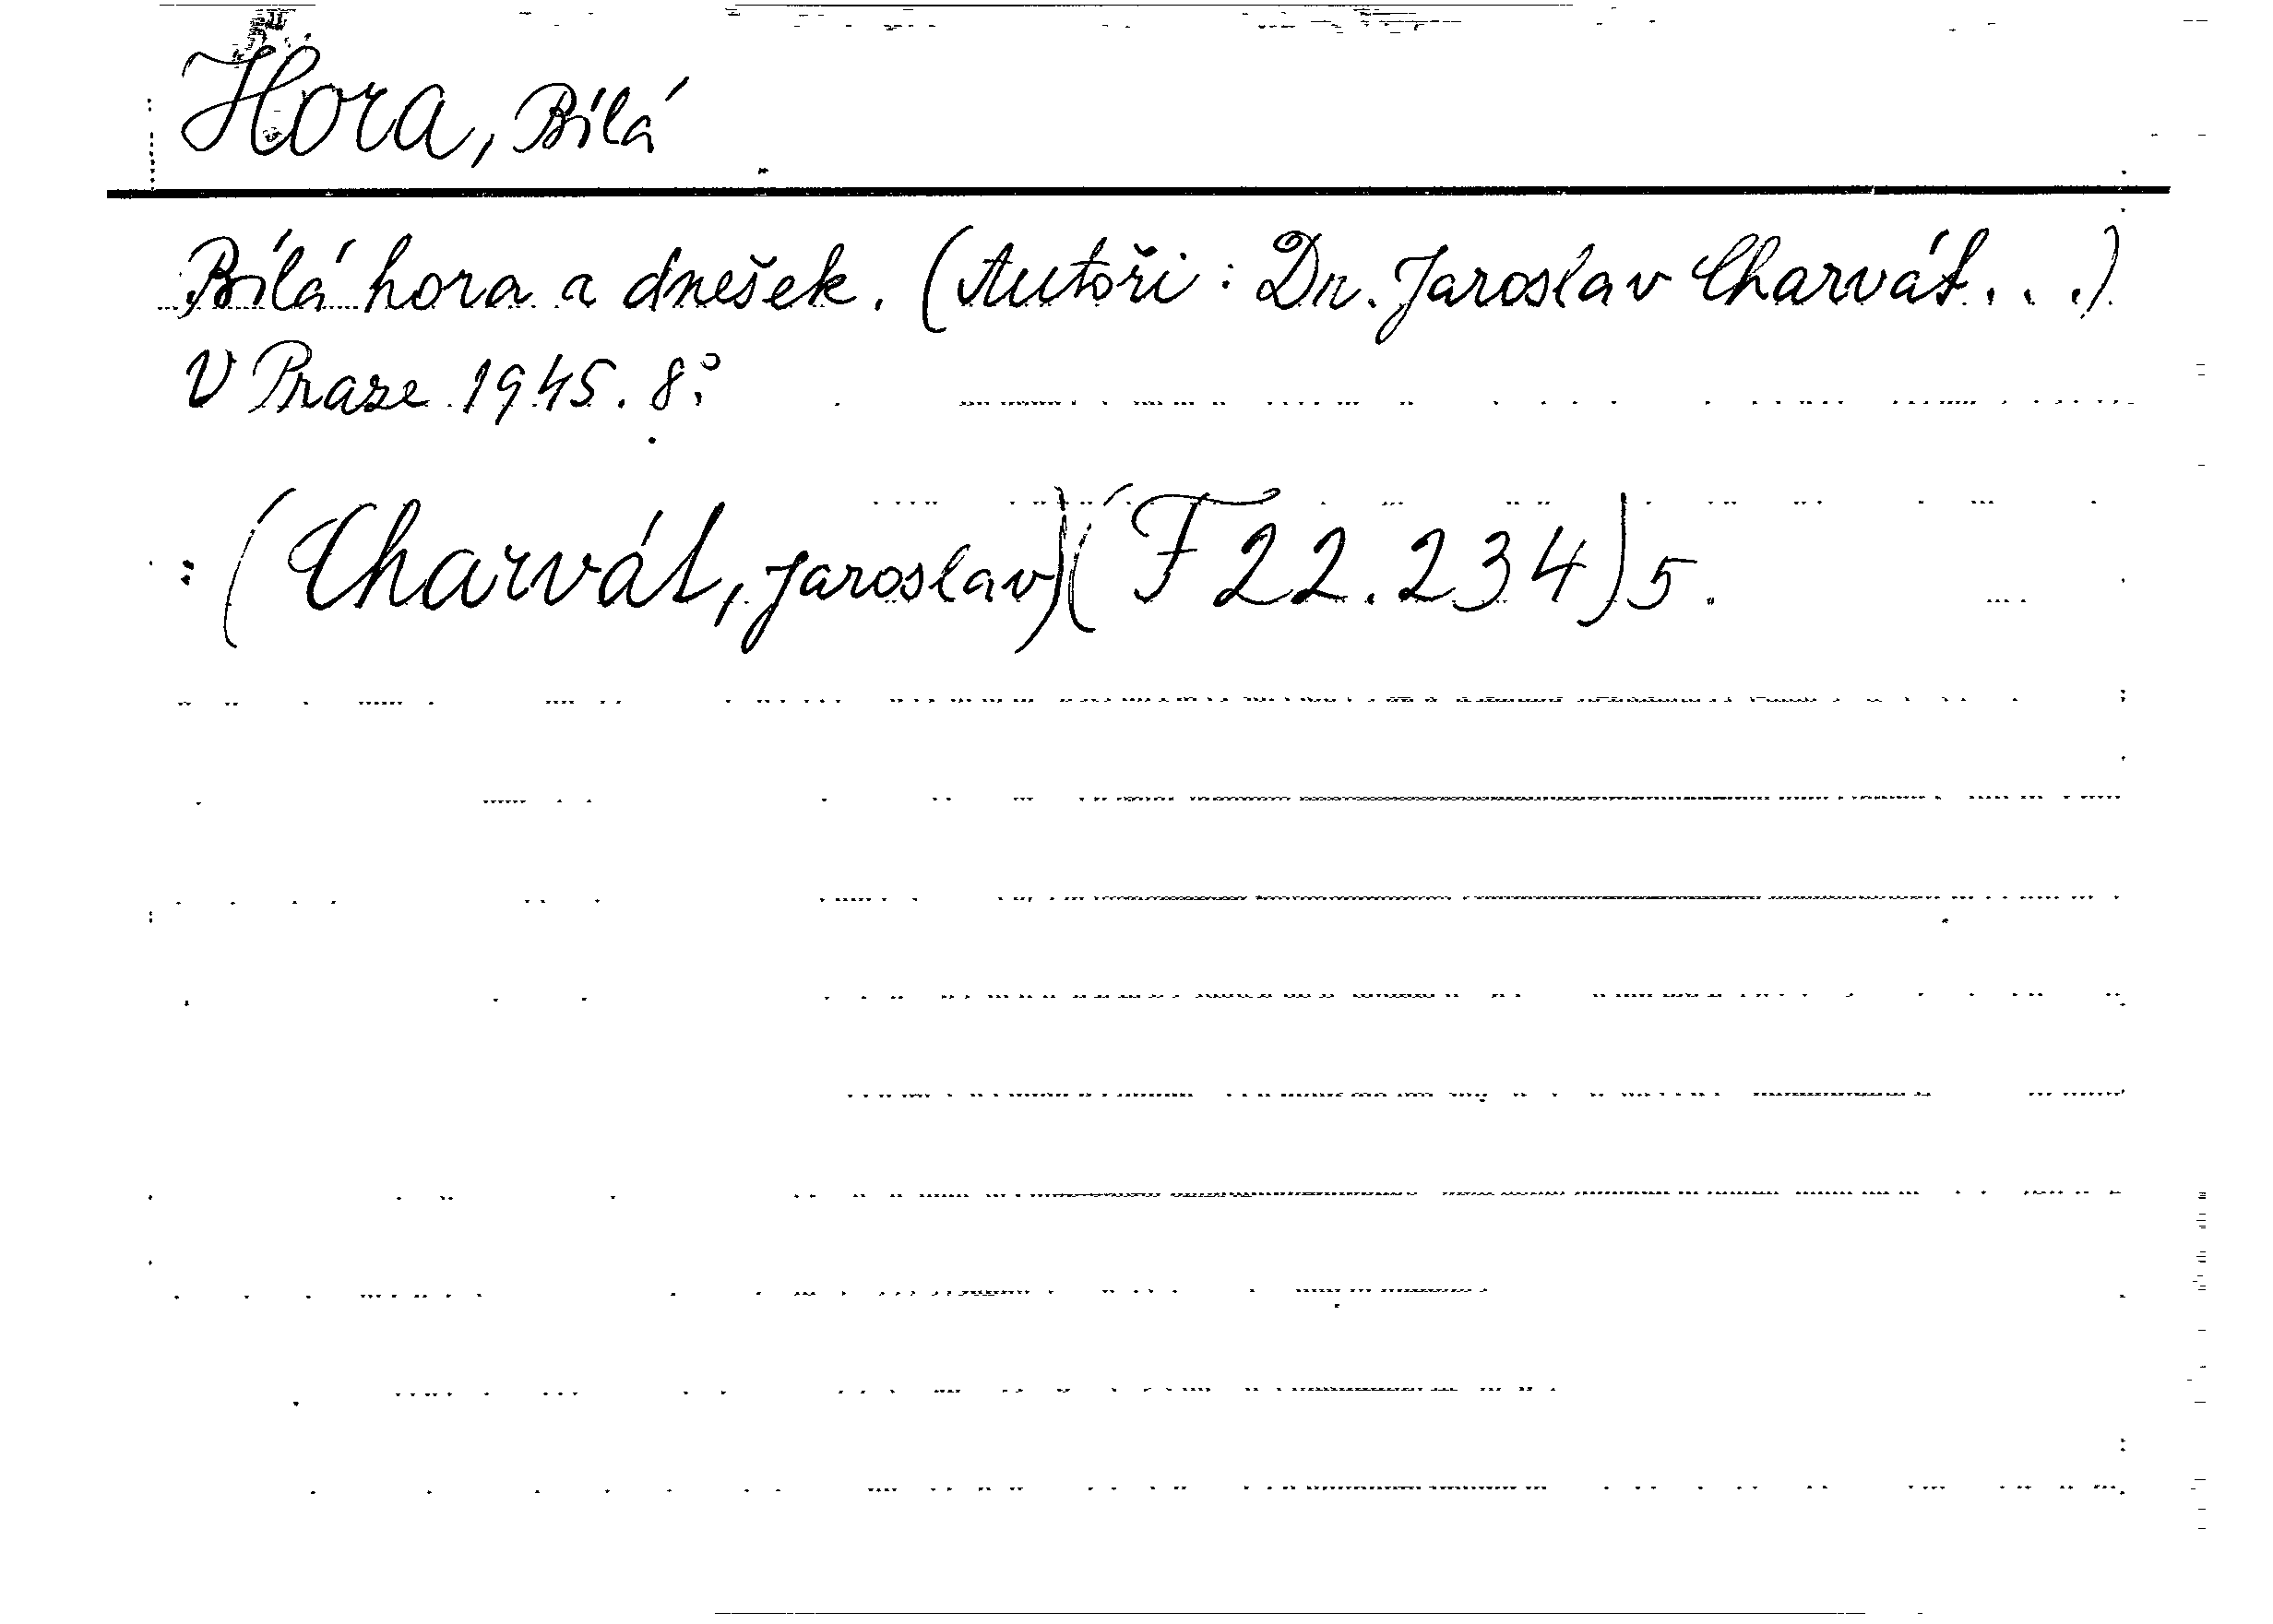 Hora, Bílá
Bílá hora a dnešek. (Autoři: Dr. Jaroslav Charvát...)
V Praze 1945. 8°.
: (Charvát, Jaroslav)(F 22.234)5.